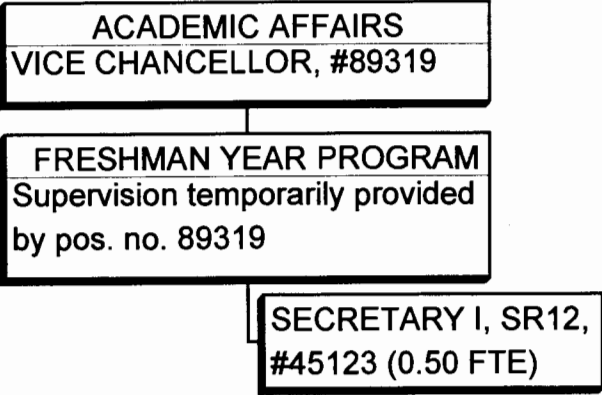 ACADEMIC AFFAIRS
VICE CHANCELLOR, #89319
FRESHMAN YEAR PROGRAM
Supervision temporarily provided
by pos. no. 89319
SECRETARY I, SR12,
#45123 (0.50 FTE)